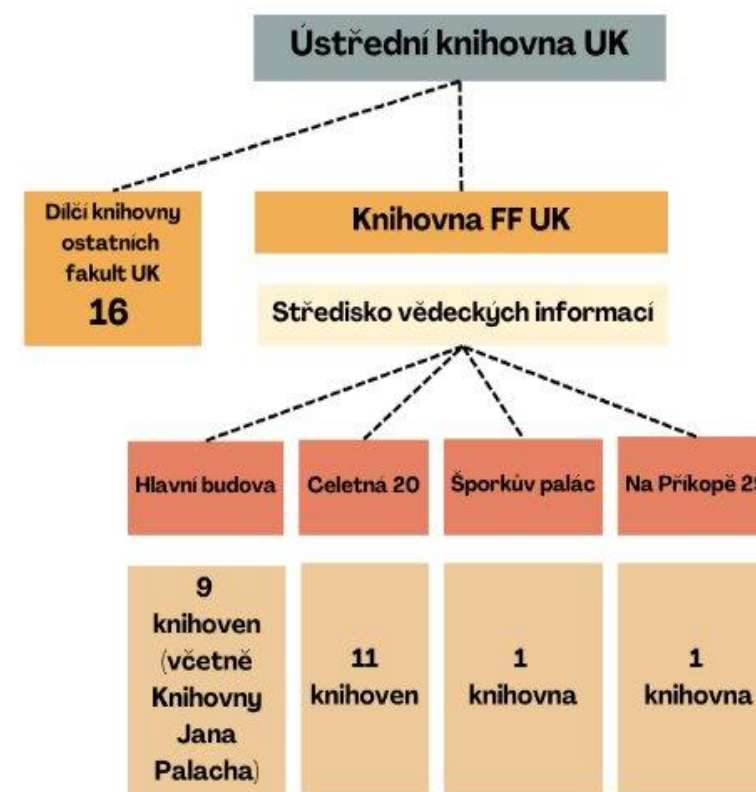 Ústřední knihovna UK
Dílčí knihovny
ostatních
fakult UK
16
Knihovna FF UK
Středisko vědeckých informací
Hlavní budova
Celetná 20
Šporkův palác
Na Příkopě
9
knihoven
(včetně
Knihovny
Jana
Palacha)
11
knihoven
1
knihovna
1
knihovna